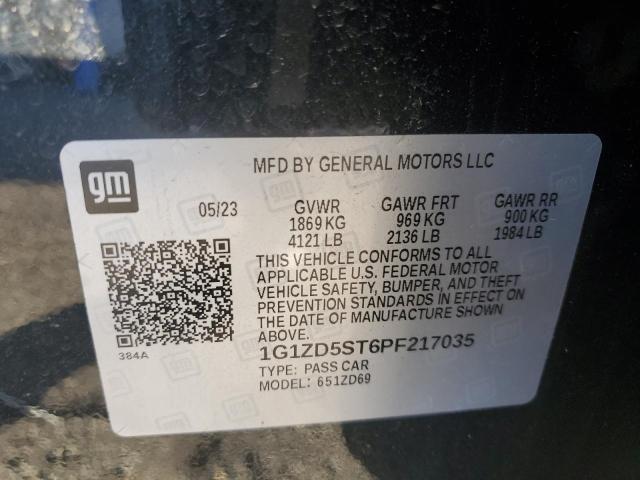 gm
MFD BY GENERAL MOTORS LLC
05/23 GVWR GAWR FRT GAWR RR
1869 KG 969 KG 900 KG
4121 LB 2136 LB 1984 LB
THIS VEHICLE CONFORMS TO ALL
APPLICABLE U.S. FEDERAL MOTOR
VEHICLE SAFETY, BUMPER, AND THEFT
PREVENTION STANDARDS IN EFFECT ON
THE DATE OF MANUFACTURE SHOWN
ABOVE.
384A
1G1ZD5ST6PF217035
TYPE: PASS CAR
MODEL: 651ZD69